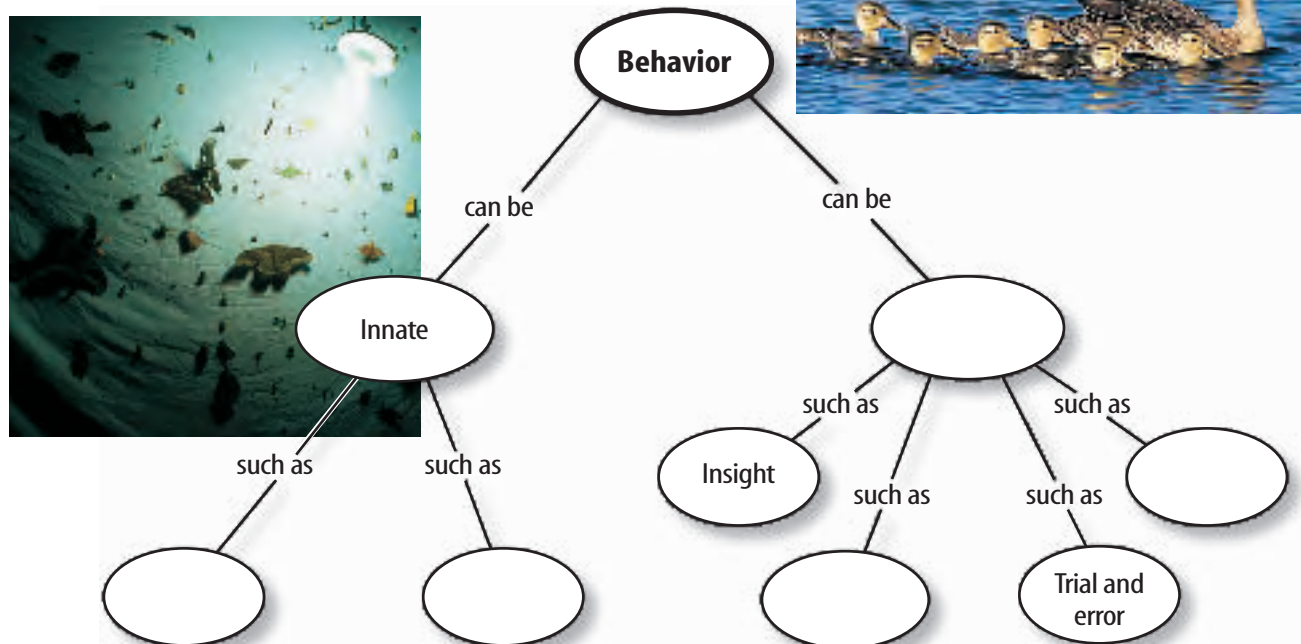 Behavior
can be
can be
Innate
such as
such as
such as
Insight
such as
such as
such as
Trial and
error